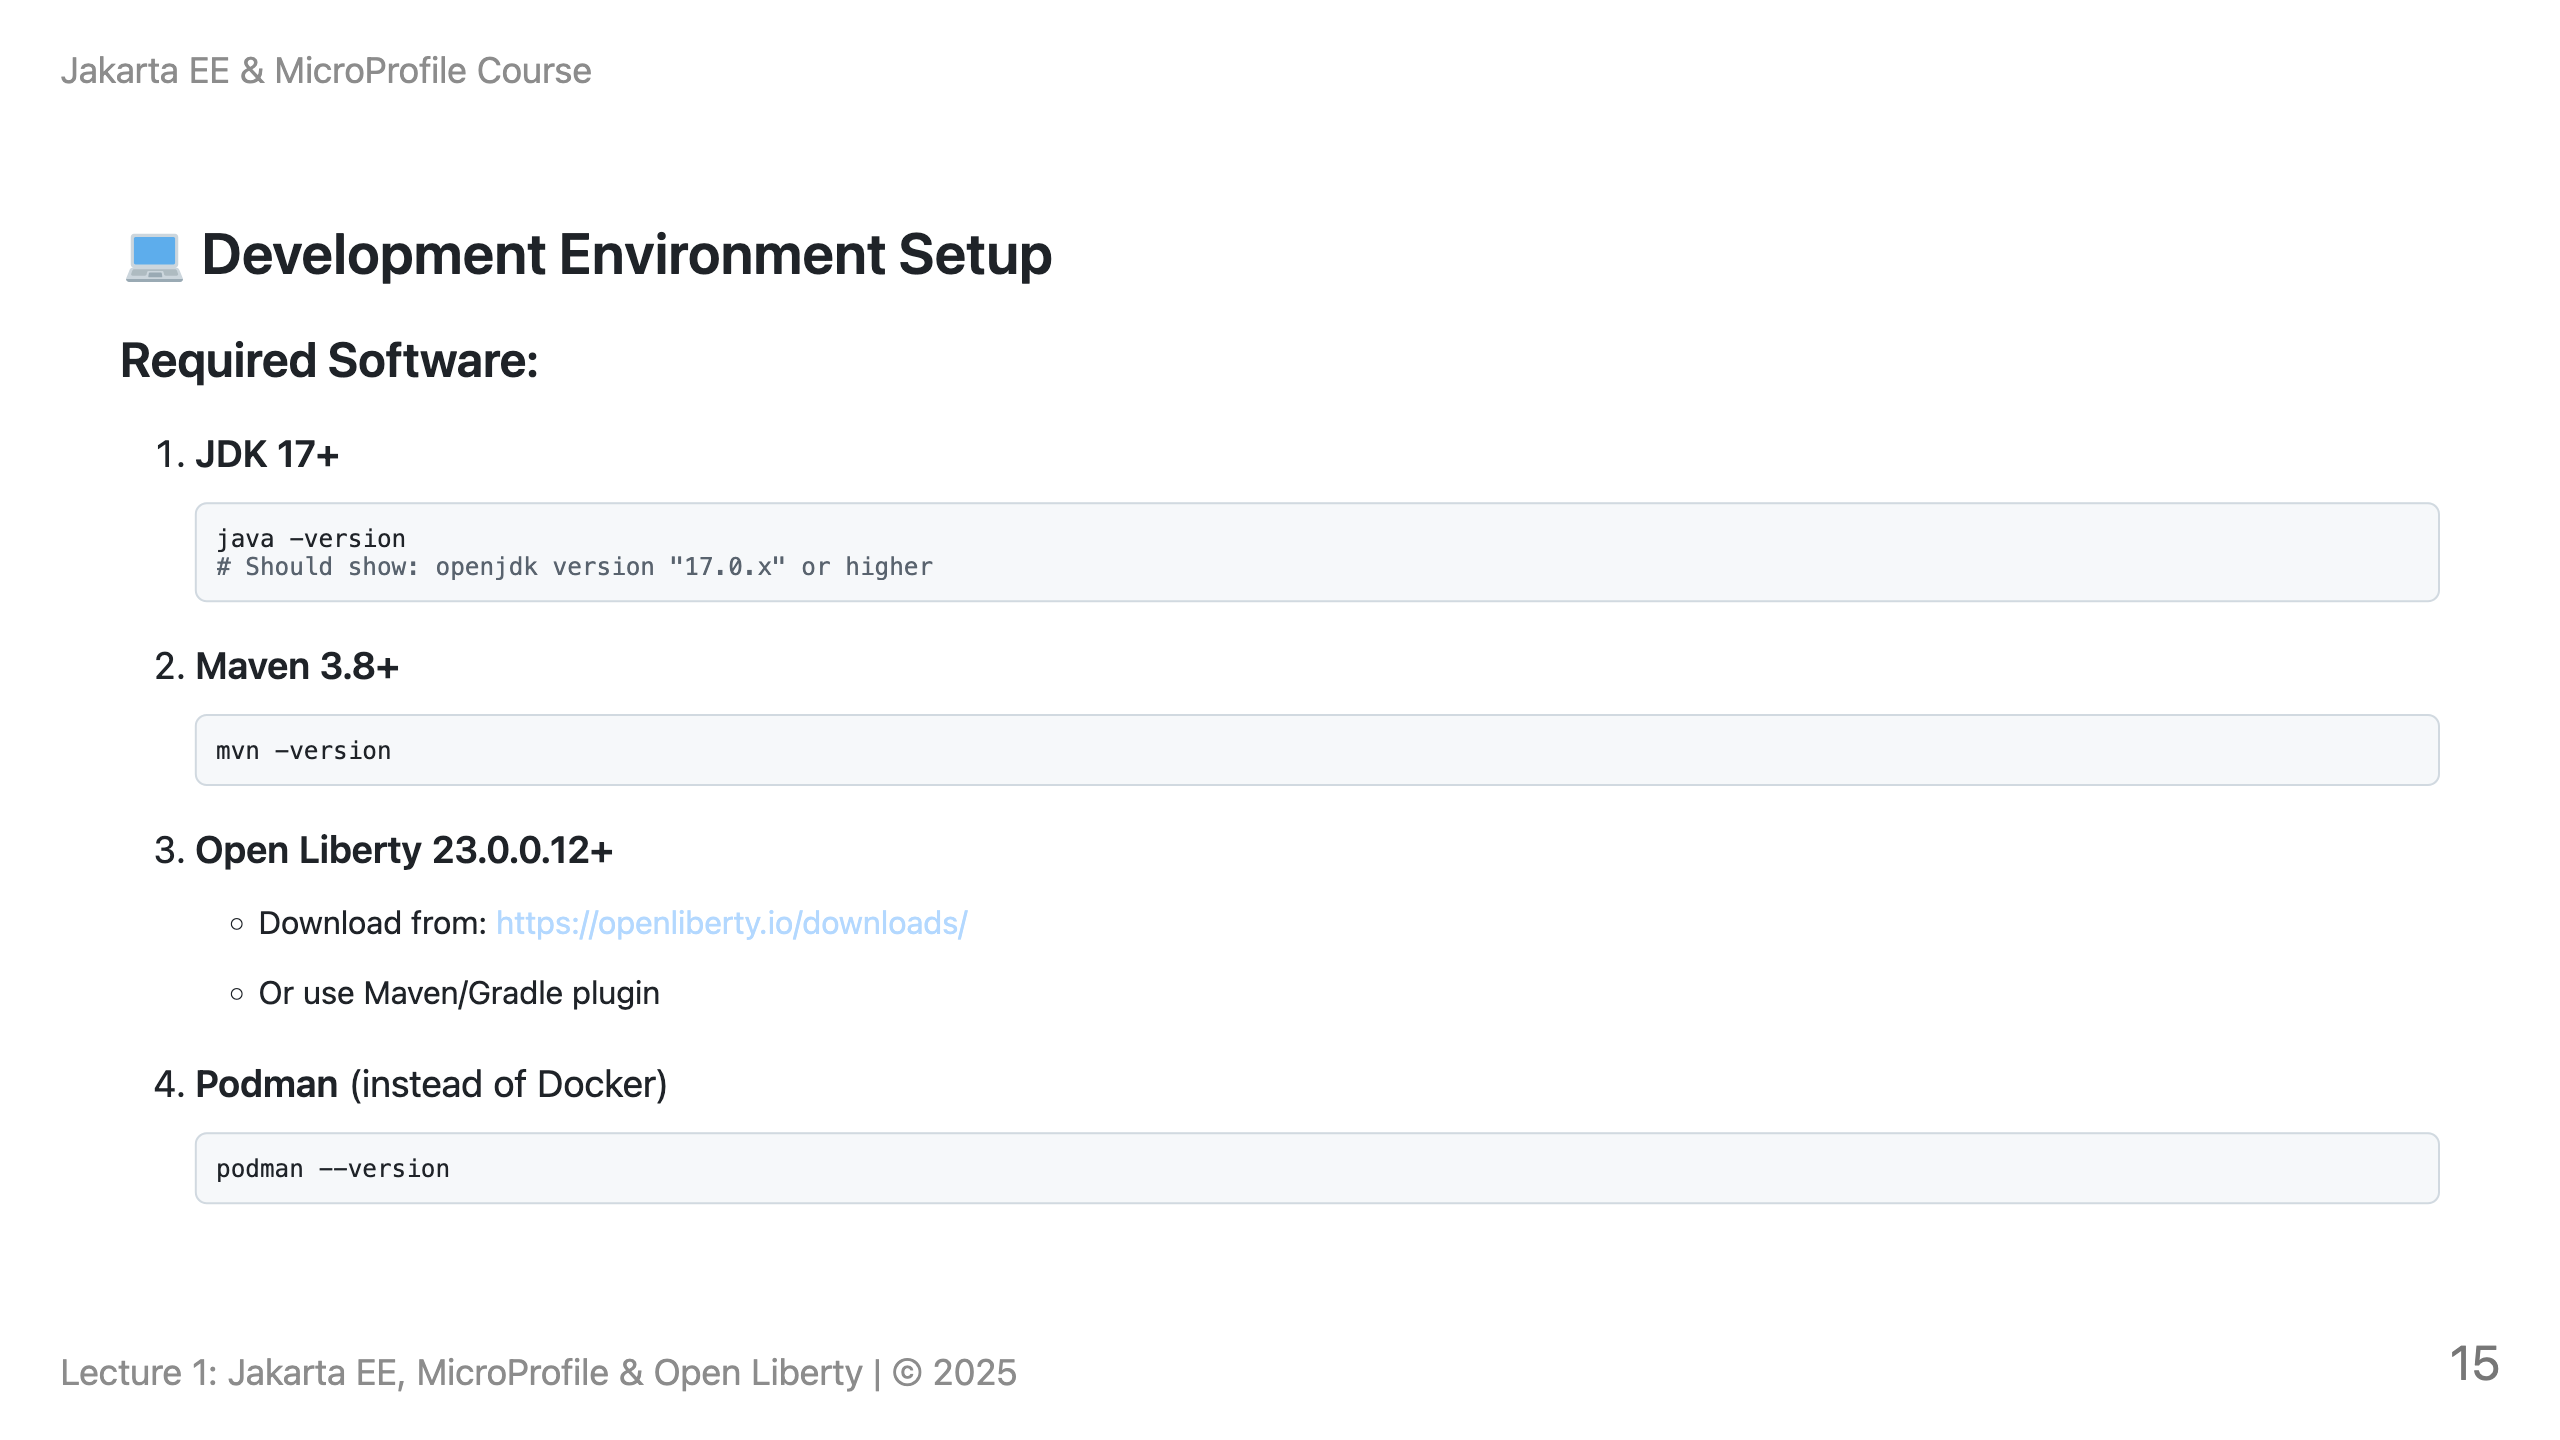 Jakarta EE & MicroProfile Course
💻 Development Environment Setup
Required Software:
1. JDK 17+
java -version
# Should show: openjdk version "17.0.x" or higher
2. Maven 3.8+
mvn -version
3. Open Liberty 23.0.0.12+
○ Download from: https://openliberty.io/downloads/
○ Or use Maven/Gradle plugin
4. Podman (instead of Docker)
podman --version
Lecture 1: Jakarta EE, MicroProfile & Open Liberty | © 2025
15